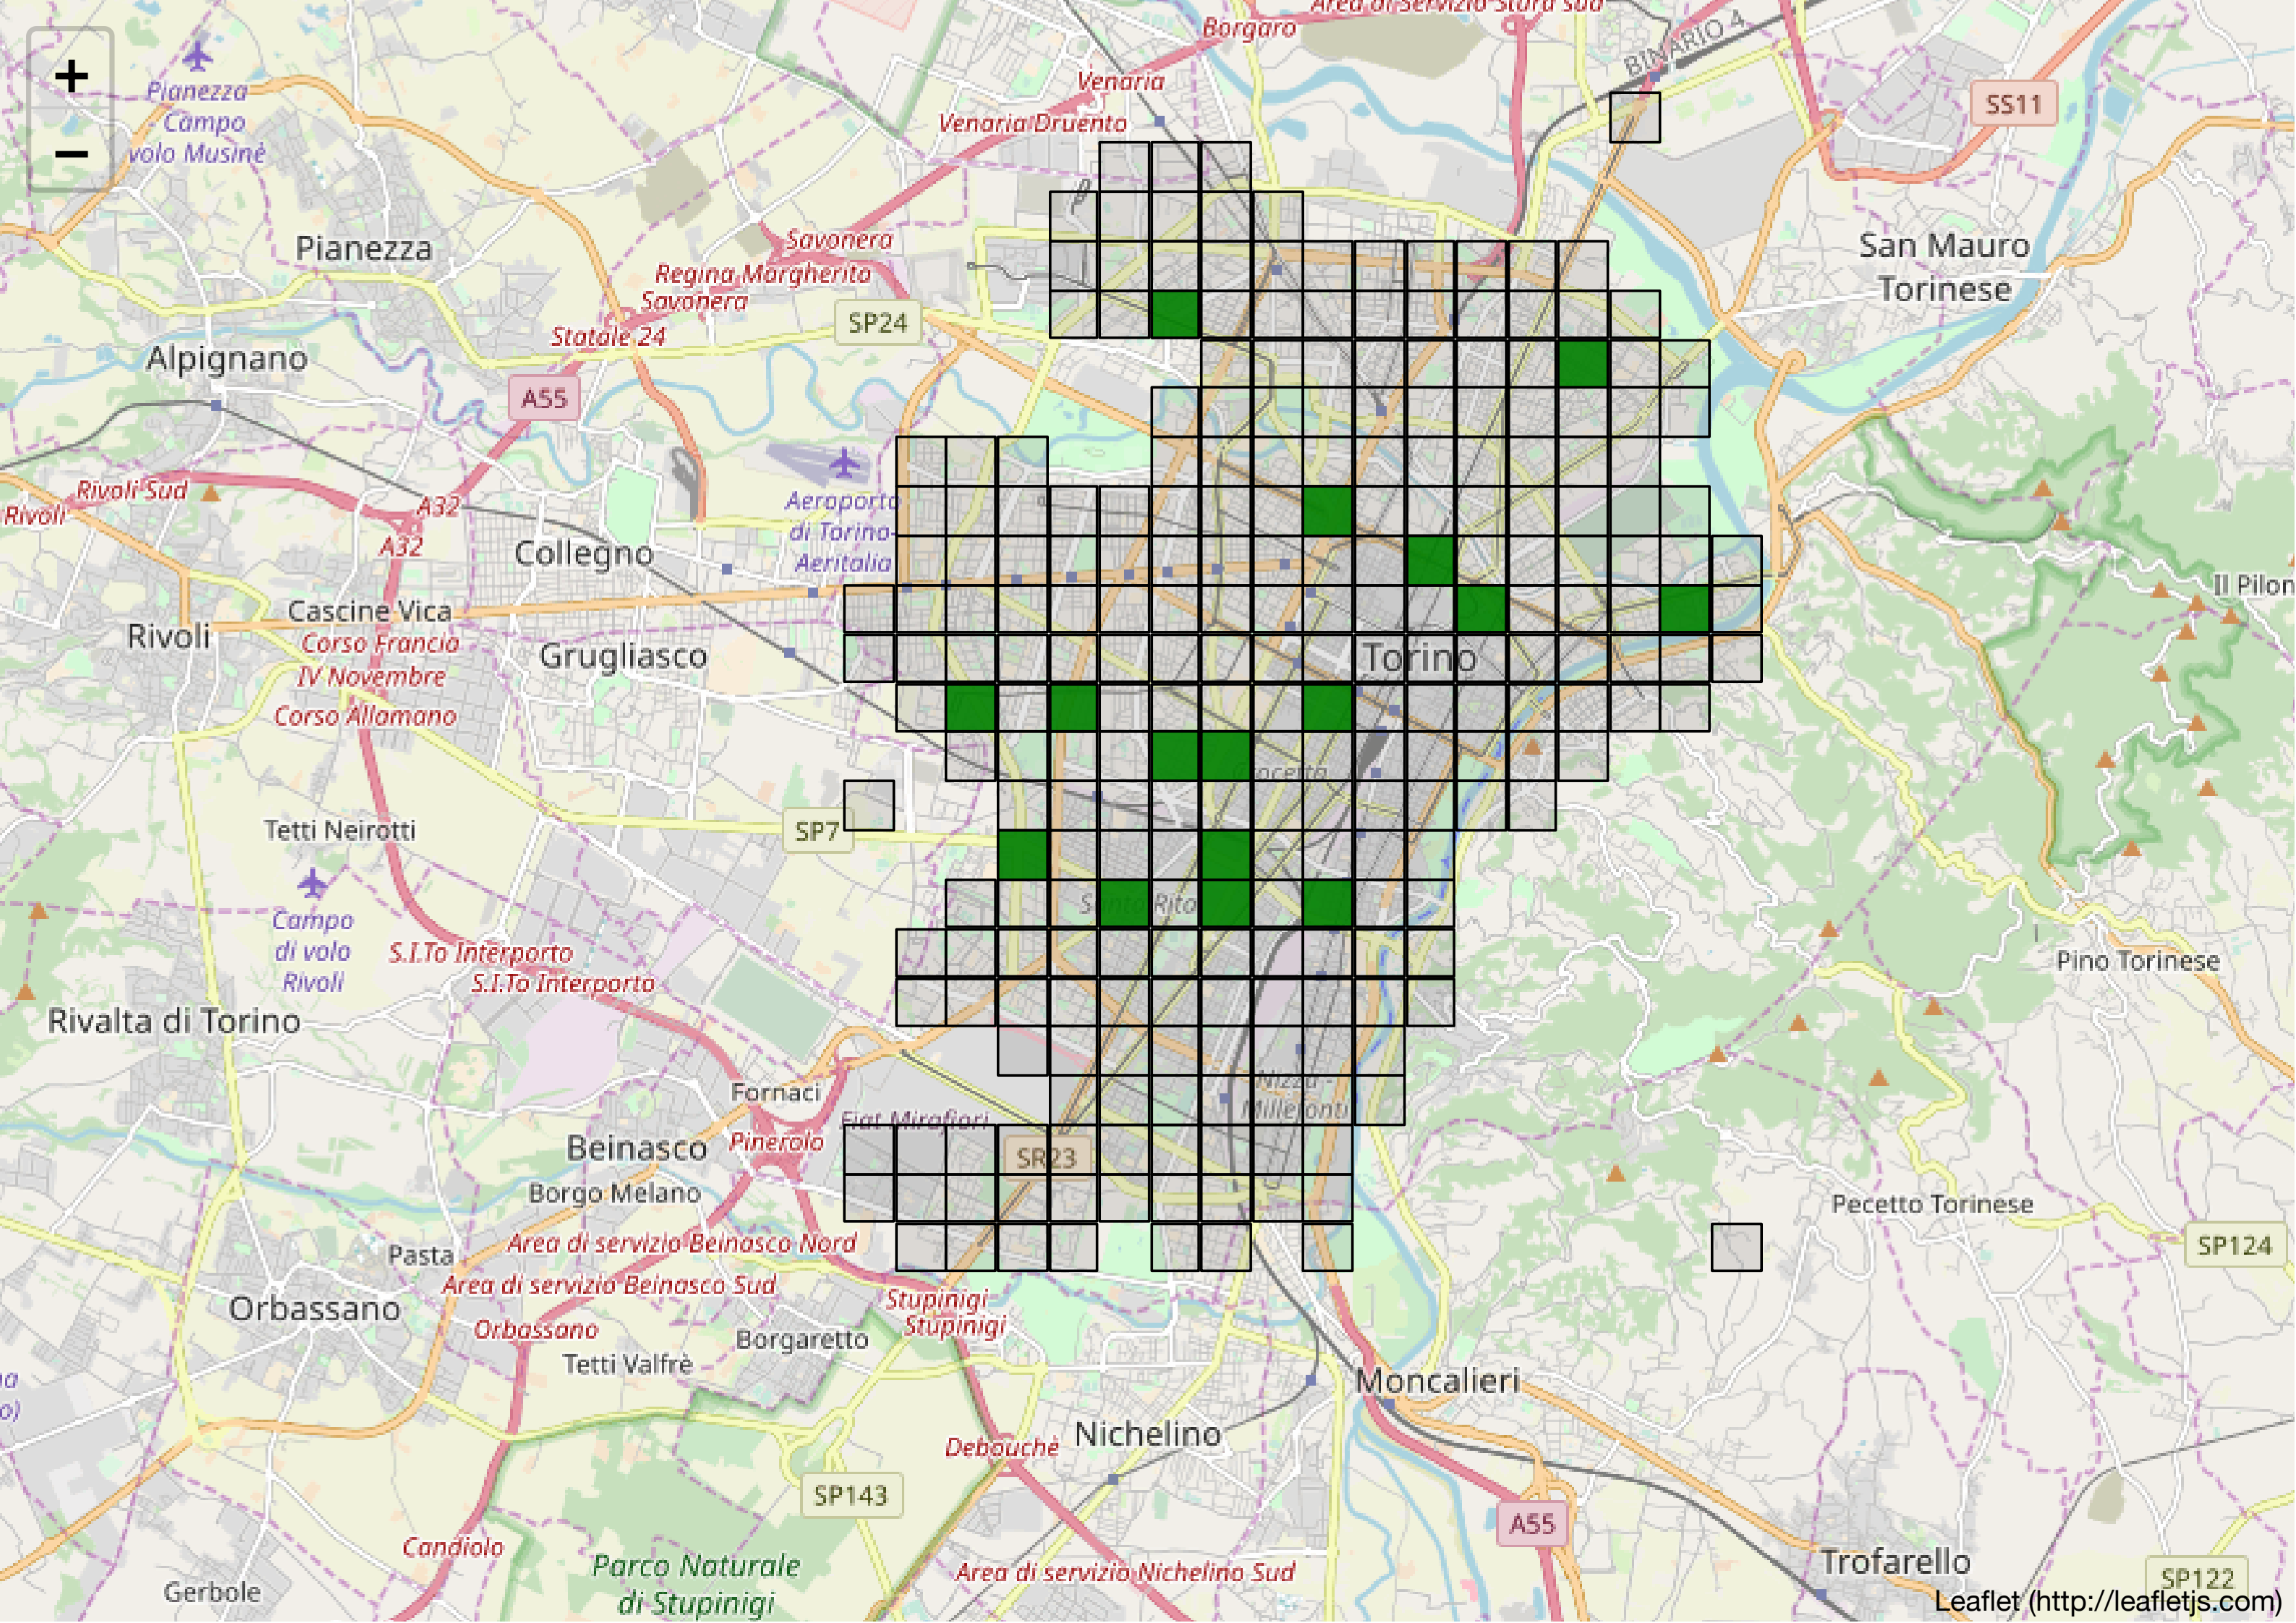 Area di Servizio Stura sud
Borgaro
BINARIO 4
+
Pianezza
- Campo
volo Musinè
−
Venaria
SS11
Venaria Druento
Pianezza
Savonera
San Mauro
Torinese
Regina Margherita
Savonera
SP24
Statale 24
Alpignano
A55
Rivoli Sud
A32
Rivoli
Aeroporto
di Torino-
Aeritalia
A32
Collegno
Il Pilon
Cascine Vica
Rivoli
Corso Francia
Grugliasco
Torino
IV Novembre
Corso Allamano
Crocetta
Tetti Neirotti
SP7
Campo
di volo
Rivoli
Santa Rita
S.I.To Interporto
S.I.To Interporto
Pino Torinese
Rivalta di Torino
Fornaci
Nizza -
Millefonti
Fiat Mirafiori
Beinasco
Pinerolo
SR23
Borgo Melano
Pecetto Torinese
Pasta
Area di servizio Beinasco Nord
SP124
Area di servizio Beinasco Sud
Orbassano
Stupinigi
Stupinigi
Orbassano
Borgaretto
Tetti Valfrè
Moncalieri
Nichelino
Debouchè
SP143
A55
Candiolo
Parco Naturale
di Stupinigi
Area di servizio Nichelino Sud
Trofarello
SP122
Gerbole
Leaflet (http://leafletjs.com)